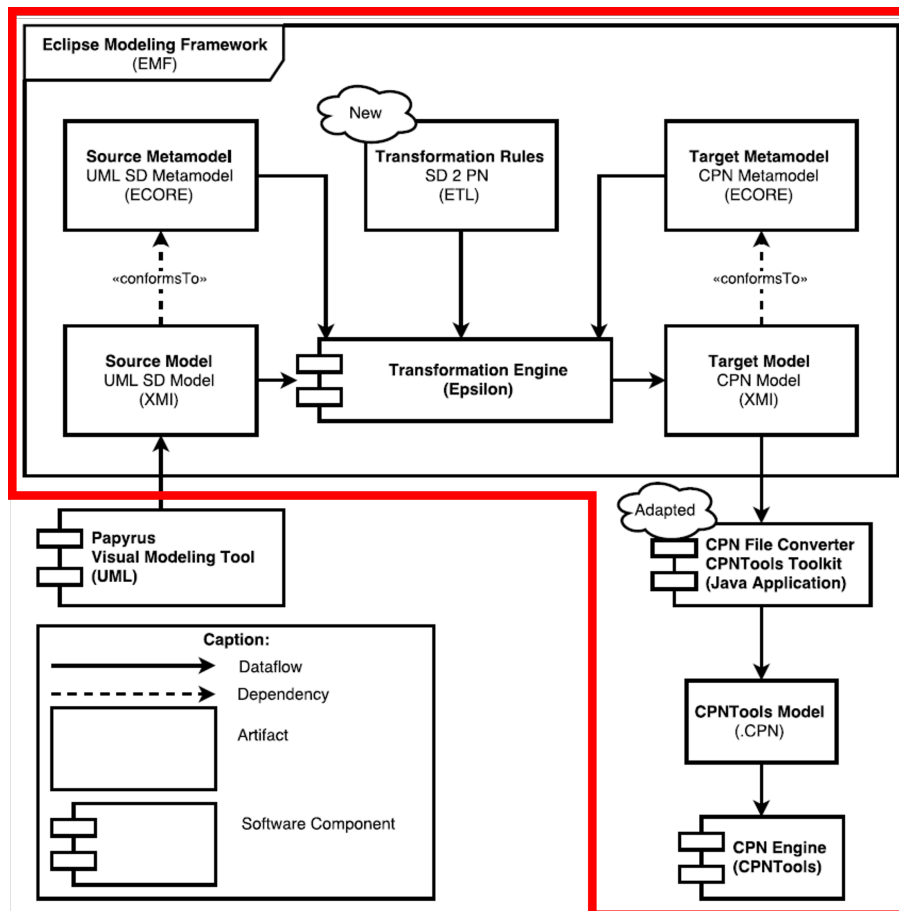 Eclipse Modeling Framework
(EMF)
New
Source Metamodel
UML SD Metamodel
(ECORE)
Transformation Rules
SD 2 PN
(ETL)
Target Metamodel
CPN Metamodel
(ECORE)
«conformsTo»
«conformsTo»
Source Model
UML SD Model
(XMI)
Transformation Engine
(Epsilon)
Target Model
CPN Model
(XMI)
Adapted
Papyrus
Visual Modeling Tool
(UML)
CPN File Converter
CPNTools Toolkit
(Java Application)
Caption:
Dataflow
Dependency
Artifact
Software Component
CPNTools Model
(.CPN)
CPN Engine
(CPNTools)